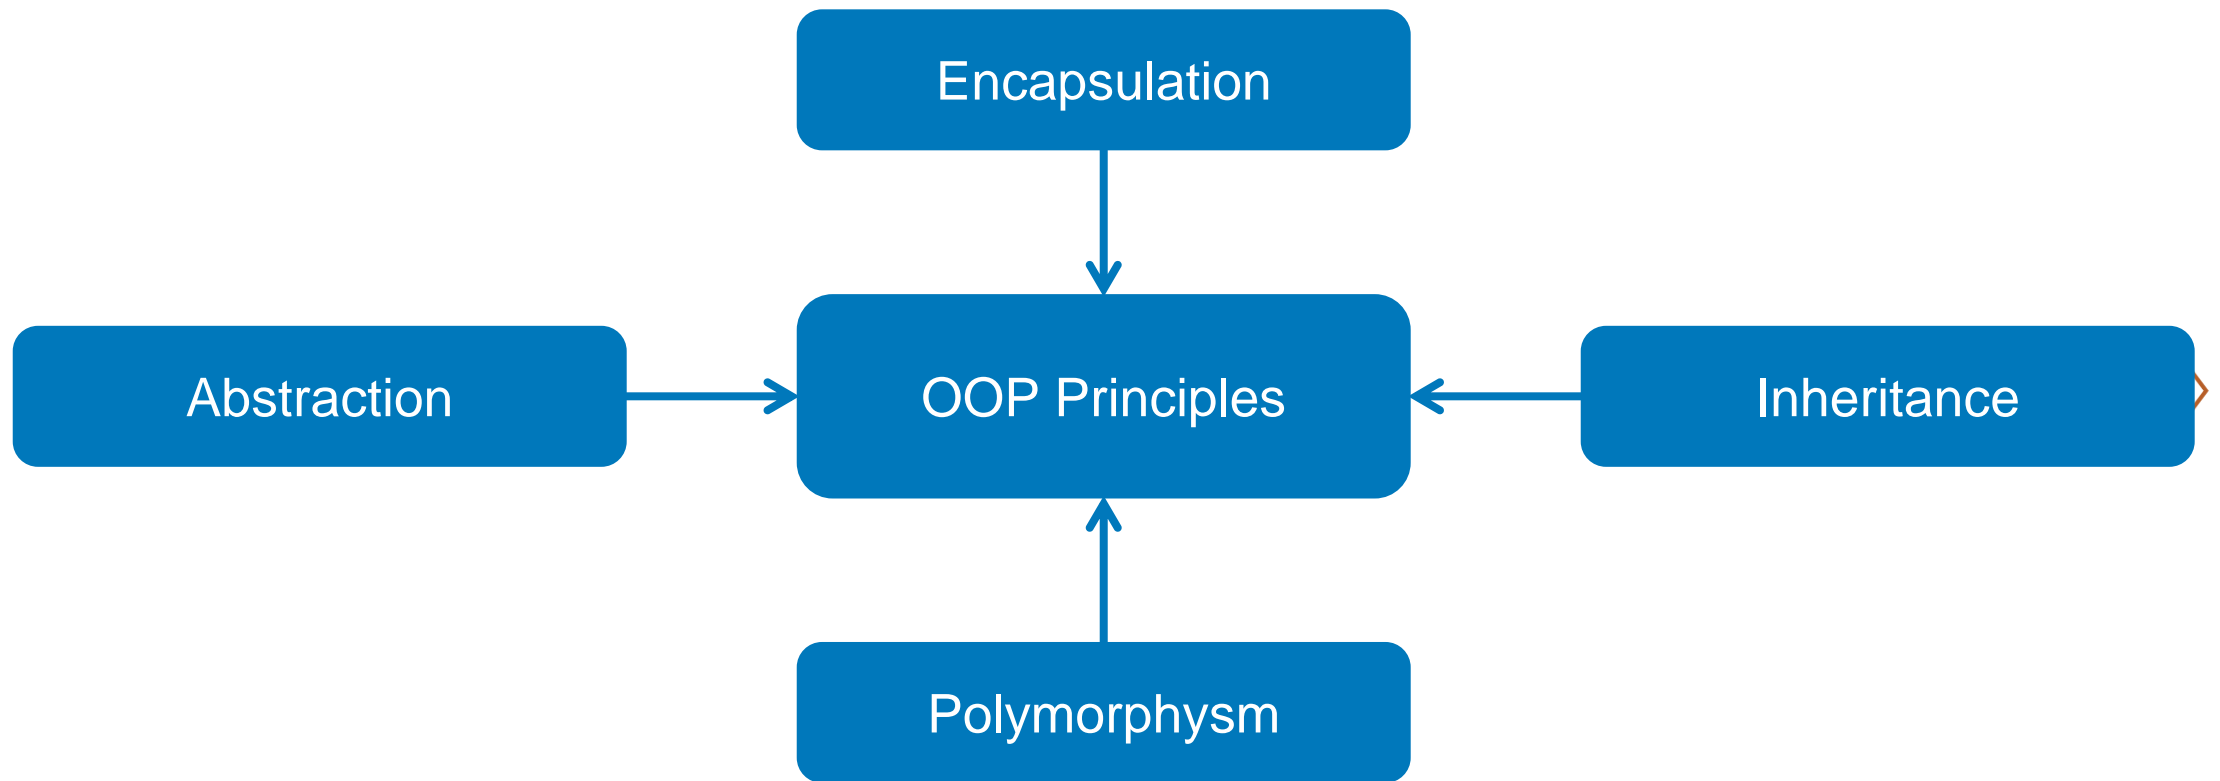 Encapsulation
Abstraction
OOP Principles
Inheritance
Polymorphysm